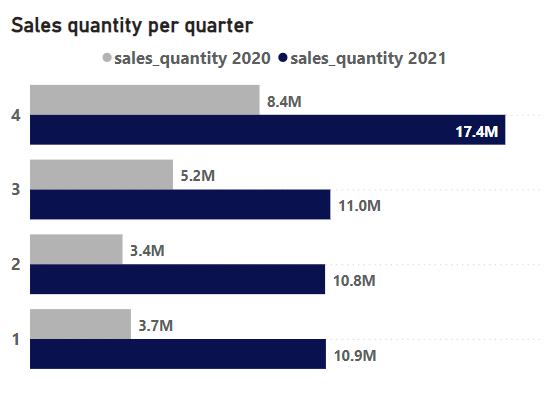 Sales quantity per quarter
sales_quantity 2020 sales_quantity 2021
4
8.4M
17.4M
3
5.2M
11.0M
2
3.4M
10.8M
1
3.7M
10.9M